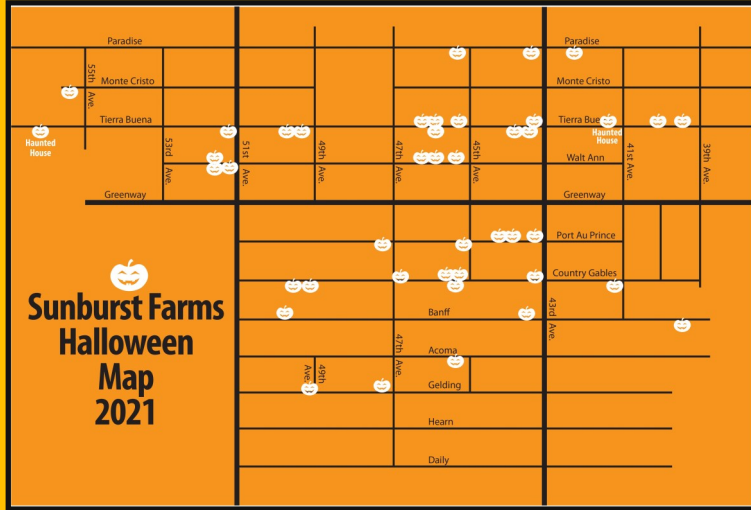 Paradise
Paradise
55th Ave.
Monte Cristo
Monte Cristo
Tierra Buena
Tierra Bue
Haunted
House
Haunted
House
53rd Ave.
51st Ave.
49th Ave.
47th Ave.
45th Ave.
41st Ave.
39th Ave.
Walt Ann
Greenway
Greenway
Port Au Prince
Country Gables
Sunburst Farms
Halloween
Map
2021
Banff
43rd Ave.
47th Ave.
Acoma
49th
Ave.
Gelding
Hearn
Daily